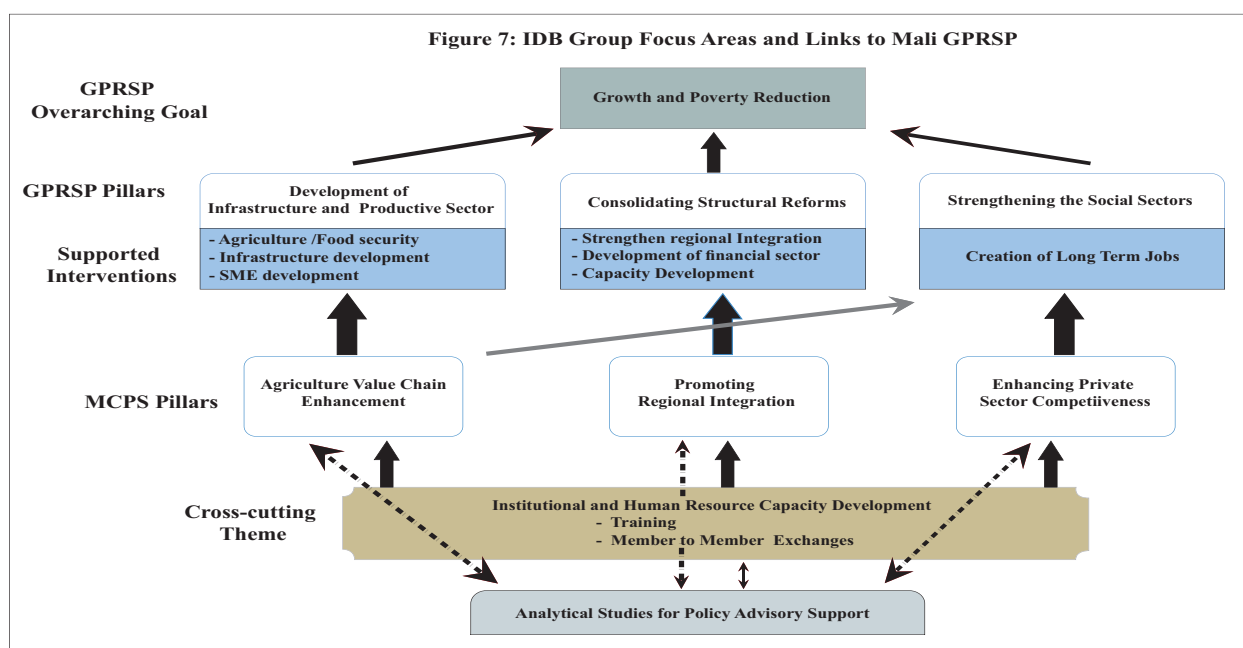 Figure 7: IDB Group Focus Areas and Links to Mali GPRSP
GPRSP
Overarching Goal
Growth and Poverty Reduction
GPRSP Pillars
Development of
Infrastructure and Productive Sector
Consolidating Structural Reforms
Strengthening the Social Sectors
Supported
Interventions
- Agriculture /Food security
- Infrastructure development
- SME development
- Strengthen regional Integration
- Development of financial sector
- Capacity Development
Creation of Long Term Jobs
MCPS Pillars
Agriculture Value Chain
Enhancement
Promoting
Regional Integration
Enhancing Private
Sector Competiiveness
Cross-cutting
Theme
Institutional and Human Resource Capacity Development
- Training
- Member to Member Exchanges
Analytical Studies for Policy Advisory Support